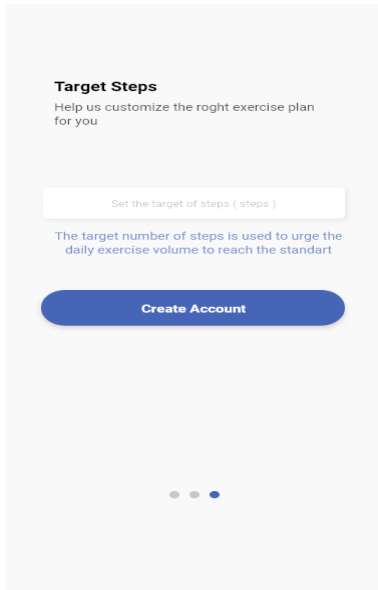 Target Steps
Help us customize the roght exercise plan
for you
Set the target of steps ( steps )
The target number of steps is used to urge the
daily exercise volume to reach the standart
Create Account